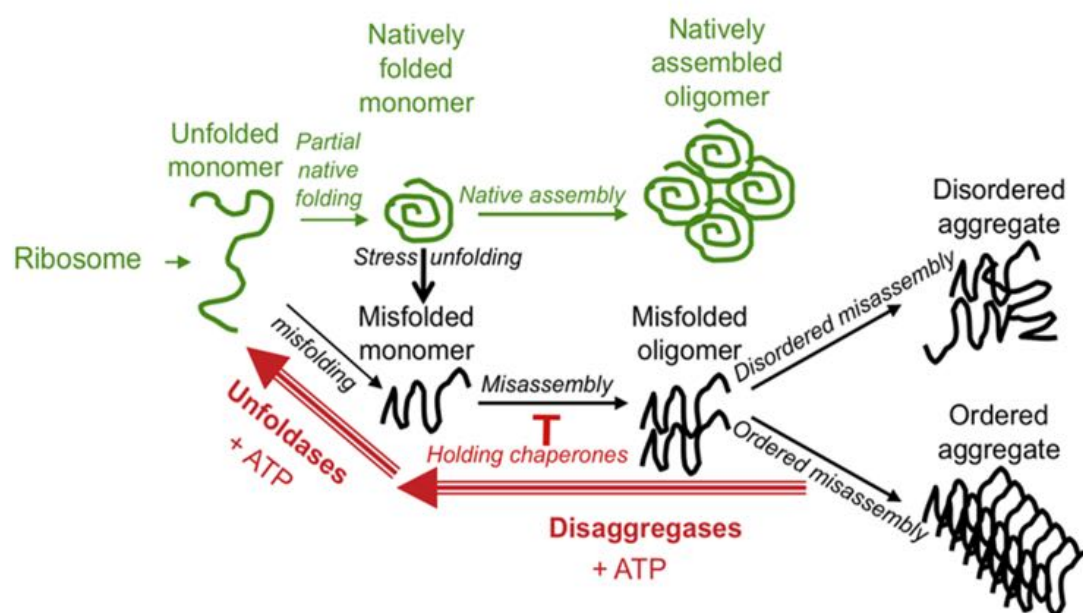 Natively
folded
monomer
Natively
assembled
oligomer
Unfolded
monomer
Partial
native
folding
Native assembly
Ribosome
Stress unfolding
Disordered
aggregate
misfolding
Misfolded
monomer
Misassembly
Misfolded
oligomer
Disordered misassembly
Ordered misassembly
Ordered
aggregate
Holding chaperones
Unfoldases
+ ATP
Disaggregases
+ ATP